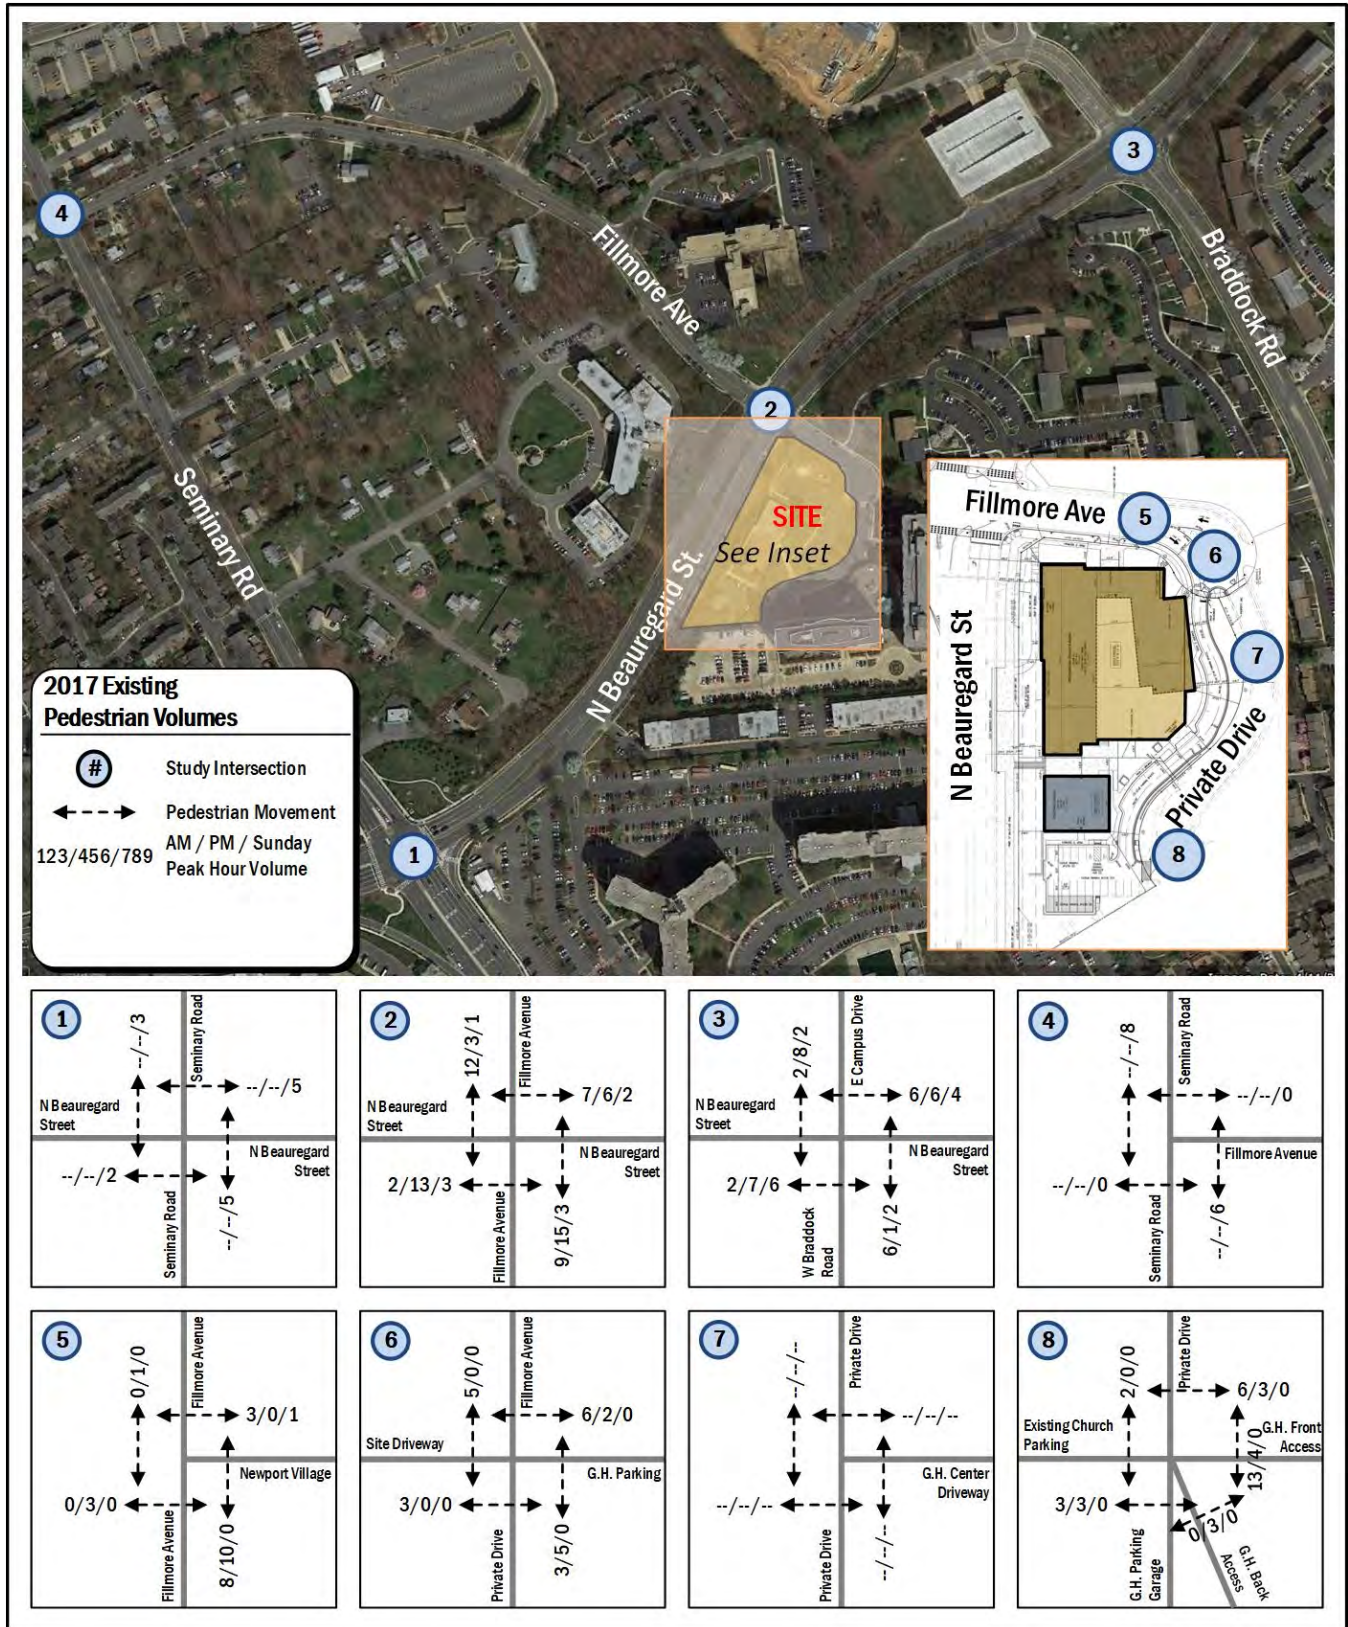 3
4
Fillmore Ave
Braddock Rd
2
Seminary Rd
SITE
See Inset
N Beauregard St.
1
Fillmore Ave
5
6
N Beauregard St
7
Private Drive
8
2017 Existing
Pedestrian Volumes
#
Study Intersection
Pedestrian Movement
123/456/789
AM / PM / Sunday
Peak Hour Volume
1
--/--/3
Seminary Road
--/--/5
N Beauregard
Street
N Beauregard
Street
--/--/2
Seminary Road
--/--/5
2
12/3/1
Fillmore Avenue
7/6/2
N Beauregard
Street
N Beauregard
Street
2/13/3
Fillmore Avenue
9/15/3
3
2/8/2
E Campus Drive
6/6/4
N Beauregard
Street
N Beauregard
Street
2/7/6
W Braddock
Road
6/1/2
4
--/--/8
Seminary Road
--/--/0
Fillmore Avenue
--/--/0
Seminary Road
--/--/6
5
0/1/0
Fillmore Avenue
3/0/1
Newport Village
0/3/0
Fillmore Avenue
8/10/0
6
5/0/0
Fillmore Avenue
6/2/0
Site Driveway
G.H. Parking
3/0/0
Private Drive
3/5/0
7
--/--/--
Private Drive
--/--/--
G.H. Center
Driveway
--/--/--
Private Drive
--/--/--
8
2/0/0
Private Drive
6/3/0
Existing Church
Parking
G.H. Front
Access
13/4/0
3/3/0
0/3/0
G.H. Parking
Garage
G.H. Back
Access